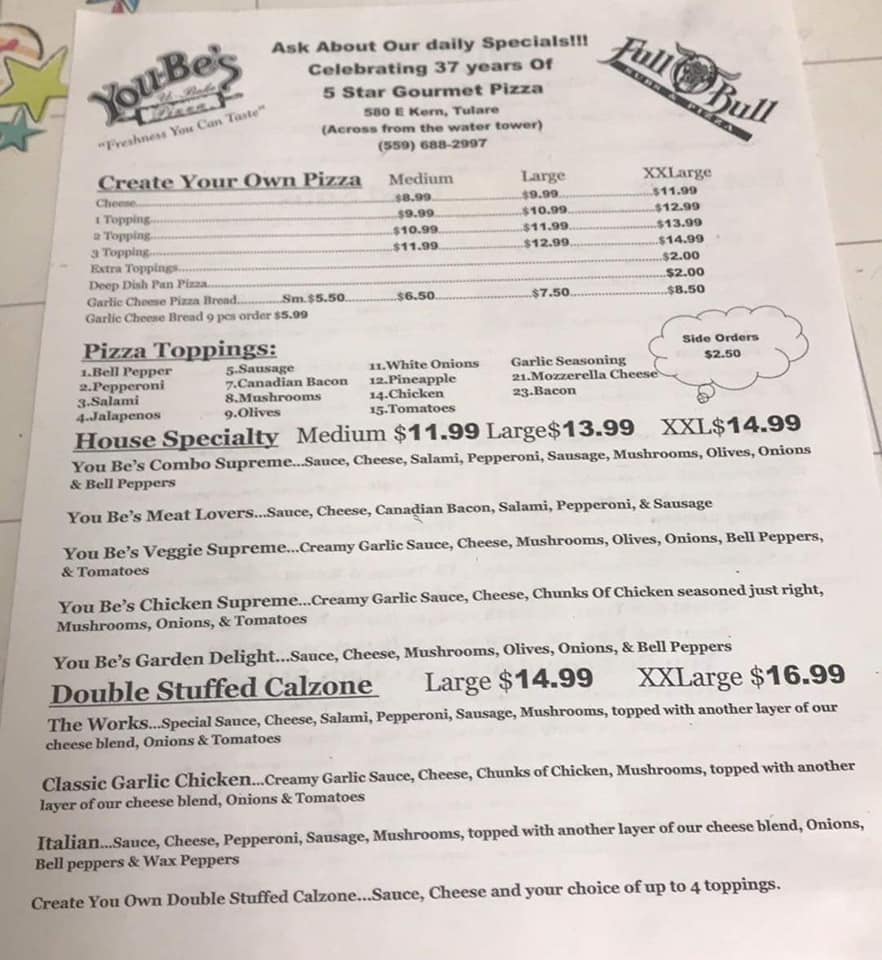 You-Be's
U-Bake
Pizza
"Freshness You Can Taste"
Ask About Our daily Specials!!!
Celebrating 37 years Of
5 Star Gourmet Pizza
580 E Kern, Tulare
(Across from the water tower)
(559) 688-2997
Full Bull
SUBS & PIZZA
Create Your Own Pizza Medium Large XXLarge
Cheese $8.99 $9.99 $11.99
1 Topping $9.99 $10.99 $12.99
2 Topping $10.99 $11.99 $13.99
3 Topping $11.99 $12.99 $14.99
Extra Toppings $2.00
Deep Dish Pan Pizza $2.00
Garlic Cheese Pizza Bread Sm.$5.50 $6.50 $7.50 $8.50
Garlic Cheese Bread 9 pcs order $5.99
Side Orders
$2.50
Pizza Toppings:
1.Bell Pepper 5.Sausage 11.White Onions Garlic Seasoning
2.Pepperoni 7.Canadian Bacon 12.Pineapple 21.Mozzerella Cheese
3.Salami 8.Mushrooms 14.Chicken 23.Bacon
4.Jalapenos 9.Olives 15.Tomatoes
House Specialty Medium $11.99 Large$13.99 XXL$14.99
You Be's Combo Supreme...Sauce, Cheese, Salami, Pepperoni, Sausage, Mushrooms, Olives, Onions
& Bell Peppers
You Be's Meat Lovers...Sauce, Cheese, Canadian Bacon, Salami, Pepperoni, & Sausage
You Be's Veggie Supreme...Creamy Garlic Sauce, Cheese, Mushrooms, Olives, Onions, Bell Peppers,
& Tomatoes
You Be's Chicken Supreme...Creamy Garlic Sauce, Cheese, Chunks Of Chicken seasoned just right,
Mushrooms, Onions, & Tomatoes
You Be's Garden Delight...Sauce, Cheese, Mushrooms, Olives, Onions, & Bell Peppers
Double Stuffed Calzone Large $14.99 XXLarge $16.99
The Works...Special Sauce, Cheese, Salami, Pepperoni, Sausage, Mushrooms, topped with another layer of our
cheese blend, Onions & Tomatoes
Classic Garlic Chicken...Creamy Garlic Sauce, Cheese, Chunks of Chicken, Mushrooms, topped with another
layer of our cheese blend, Onions & Tomatoes
Italian...Sauce, Cheese, Pepperoni, Sausage, Mushrooms, topped with another layer of our cheese blend, Onions,
Bell peppers & Wax Peppers
Create You Own Double Stuffed Calzone...Sauce, Cheese and your choice of up to 4 toppings.